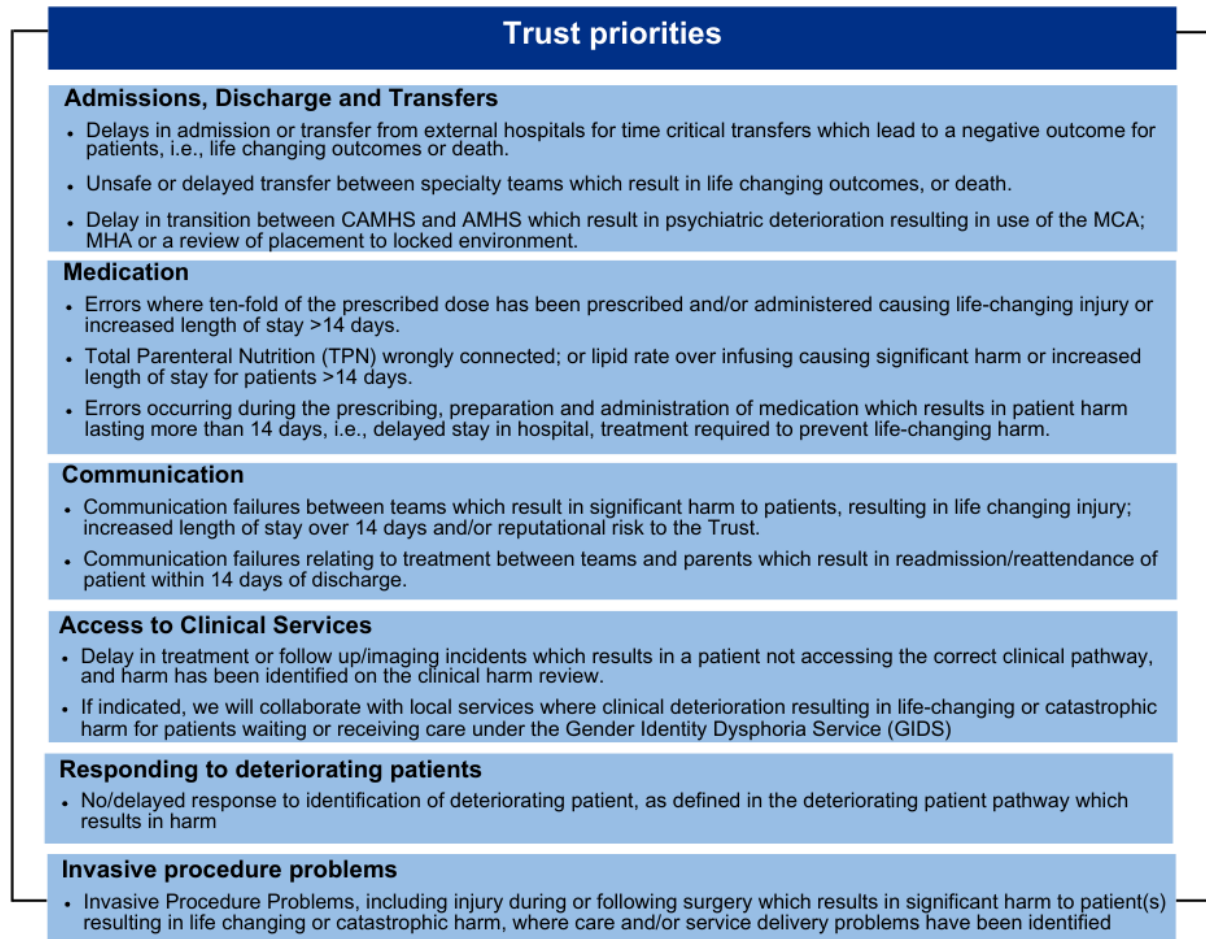 Trust priorities
Admissions, Discharge and Transfers
• Delays in admission or transfer from external hospitals for time critical transfers which lead to a negative outcome for
patients, i.e., life changing outcomes or death.
• Unsafe or delayed transfer between specialty teams which result in life changing outcomes, or death.
• Delay in transition between CAMHS and AMHS which result in psychiatric deterioration resulting in use of the MCA;
MHA or a review of placement to locked environment.
Medication
• Errors where ten-fold of the prescribed dose has been prescribed and/or administered causing life-changing injury or
increased length of stay >14 days.
• Total Parenteral Nutrition (TPN) wrongly connected; or lipid rate over infusing causing significant harm or increased
length of stay for patients >14 days.
• Errors occurring during the prescribing, preparation and administration of medication which results in patient harm
lasting more than 14 days, i.e., delayed stay in hospital, treatment required to prevent life-changing harm.
Communication
• Communication failures between teams which result in significant harm to patients, resulting in life changing injury;
increased length of stay over 14 days and/or reputational risk to the Trust.
• Communication failures relating to treatment between teams and parents which result in readmission/reattendance of
patient within 14 days of discharge.
Access to Clinical Services
• Delay in treatment or follow up/imaging incidents which results in a patient not accessing the correct clinical pathway,
and harm has been identified on the clinical harm review.
• If indicated, we will collaborate with local services where clinical deterioration resulting in life-changing or catastrophic
harm for patients waiting or receiving care under the Gender Identity Dysphoria Service (GIDS)
Responding to deteriorating patients
• No/delayed response to identification of deteriorating patient, as defined in the deteriorating patient pathway which
results in harm
Invasive procedure problems
• Invasive Procedure Problems, including injury during or following surgery which results in significant harm to patient(s)
resulting in life changing or catastrophic harm, where care and/or service delivery problems have been identified